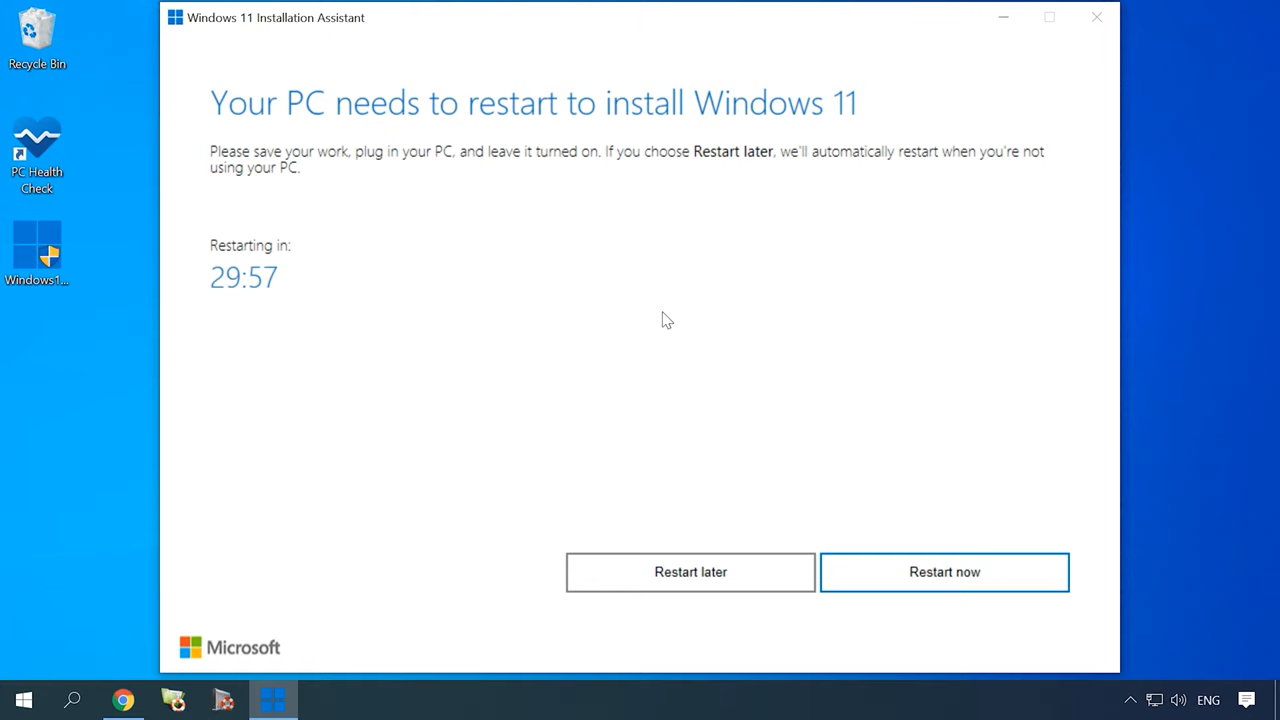 Recycle Bin
PC Health
Check
Windows1...
Windows 11 Installation Assistant
Your PC needs to restart to install Windows 11
Please save your work, plug in your PC, and leave it turned on. If you choose Restart later, we'll automatically restart when you're not
using your PC.
Restarting in:
29:57
Restart later
Restart now
Microsoft
ENG